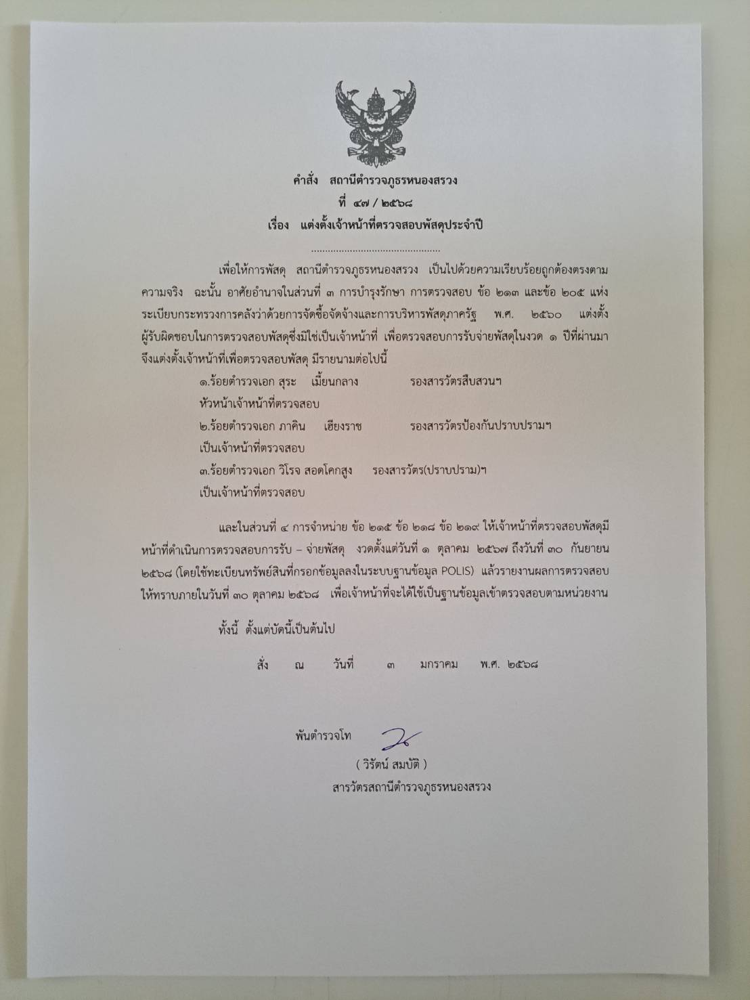 คำสั่ง สถานีตำรวจภูธรหนองสรวง
ที่ ๔๗ / ๒๕๖๘
เรื่อง แต่งตั้งเจ้าหน้าที่ตรวจสอบพัสดุประจำปี
...............................................
เพื่อให้การพัสดุ สถานีตำรวจภูธรหนองสรวง เป็นไปด้วยความเรียบร้อยถูกต้องตรงตาม
ความจริง ฉะนั้น อาศัยอำนาจในส่วนที่ ๓ การบำรุงรักษา การตรวจสอบ ข้อ ๒๑๓ และข้อ ๒๐๕ แห่ง
ระเบียบกระทรวงการคลังว่าด้วยการจัดซื้อจัดจ้างและการบริหารพัสดุภาครัฐ พ.ศ. ๒๕๖๐ แต่งตั้ง
ผู้รับผิดชอบในการตรวจสอบพัสดุซึ่งมิใช่เป็นเจ้าหน้าที่ เพื่อตรวจสอบการรับจ่ายพัสดุในงวด ๑ ปีที่ผ่านมา
จึงแต่งตั้งเจ้าหน้าที่เพื่อตรวจสอบพัสดุ มีรายนามต่อไปนี้
๑.ร้อยตำรวจเอก สุระ เมี้ยนกลาง รองสารวัตรสืบสวนฯ
หัวหน้าเจ้าหน้าที่ตรวจสอบ
๒.ร้อยตำรวจเอก ภาคิน เฮียงราช รองสารวัตรป้องกันปราบปรามฯ
เป็นเจ้าหน้าที่ตรวจสอบ
๓.ร้อยตำรวจเอก วิโรจ สอดโคกสูง รองสารวัตร(ปราบปราม)ฯ
เป็นเจ้าหน้าที่ตรวจสอบ
และในส่วนที่ ๔ การจำหน่าย ข้อ ๒๑๕ ข้อ ๒๑๘ ข้อ ๒๑๙ ให้เจ้าหน้าที่ตรวจสอบพัสดุมี
หน้าที่ดำเนินการตรวจสอบการรับ – จ่ายพัสดุ งวดตั้งแต่วันที่ ๑ ตุลาคม ๒๕๖๗ ถึงวันที่ ๓๐ กันยายน
๒๕๖๘ (โดยใช้ทะเบียนทรัพย์สินที่กรอกข้อมูลลงในระบบฐานข้อมูล POLIS) แล้วรายงานผลการตรวจสอบ
ให้ทราบภายในวันที่ ๓๐ ตุลาคม ๒๕๖๘ เพื่อเจ้าหน้าที่จะได้ใช้เป็นฐานข้อมูลเข้าตรวจสอบตามหน่วยงาน
ทั้งนี้ ตั้งแต่บัดนี้เป็นต้นไป
สั่ง ณ วันที่ ๓ มกราคม พ.ศ. ๒๕๖๘
พันตำรวจโท
( วิรัตน์ สมบัติ )
สารวัตรสถานีตำรวจภูธรหนองสรวง